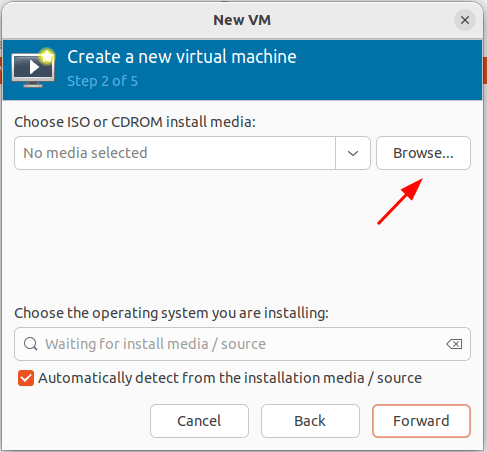 New VM
Create a new virtual machine
Step 2 of 5
Choose ISO or CDROM install media:
No media selected
Browse...
Choose the operating system you are installing:
Waiting for install media / source
Automatically detect from the installation media / source
Cancel Back Forward